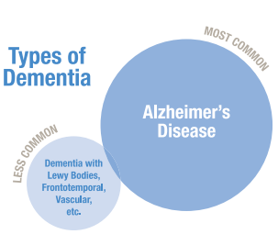 Types of
Dementia
MOST COMMON
Alzheimer's
Disease
LESS COMMON
Dementia with
Lewy Bodies,
Frontotemporal,
Vascular,
etc.